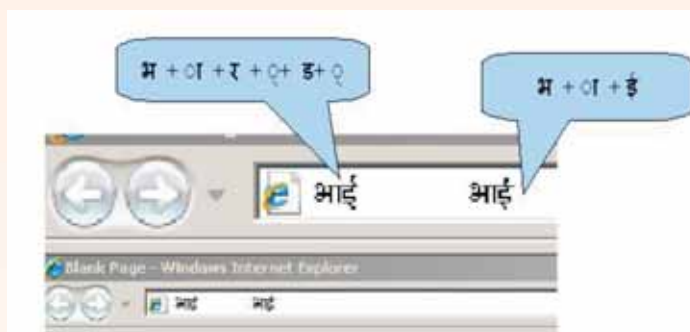 भ + ा + र + ् + ड + ्
भ + ा + ई
भाई भाई
Blank Page - Windows Internet Explorer
भाई भाई